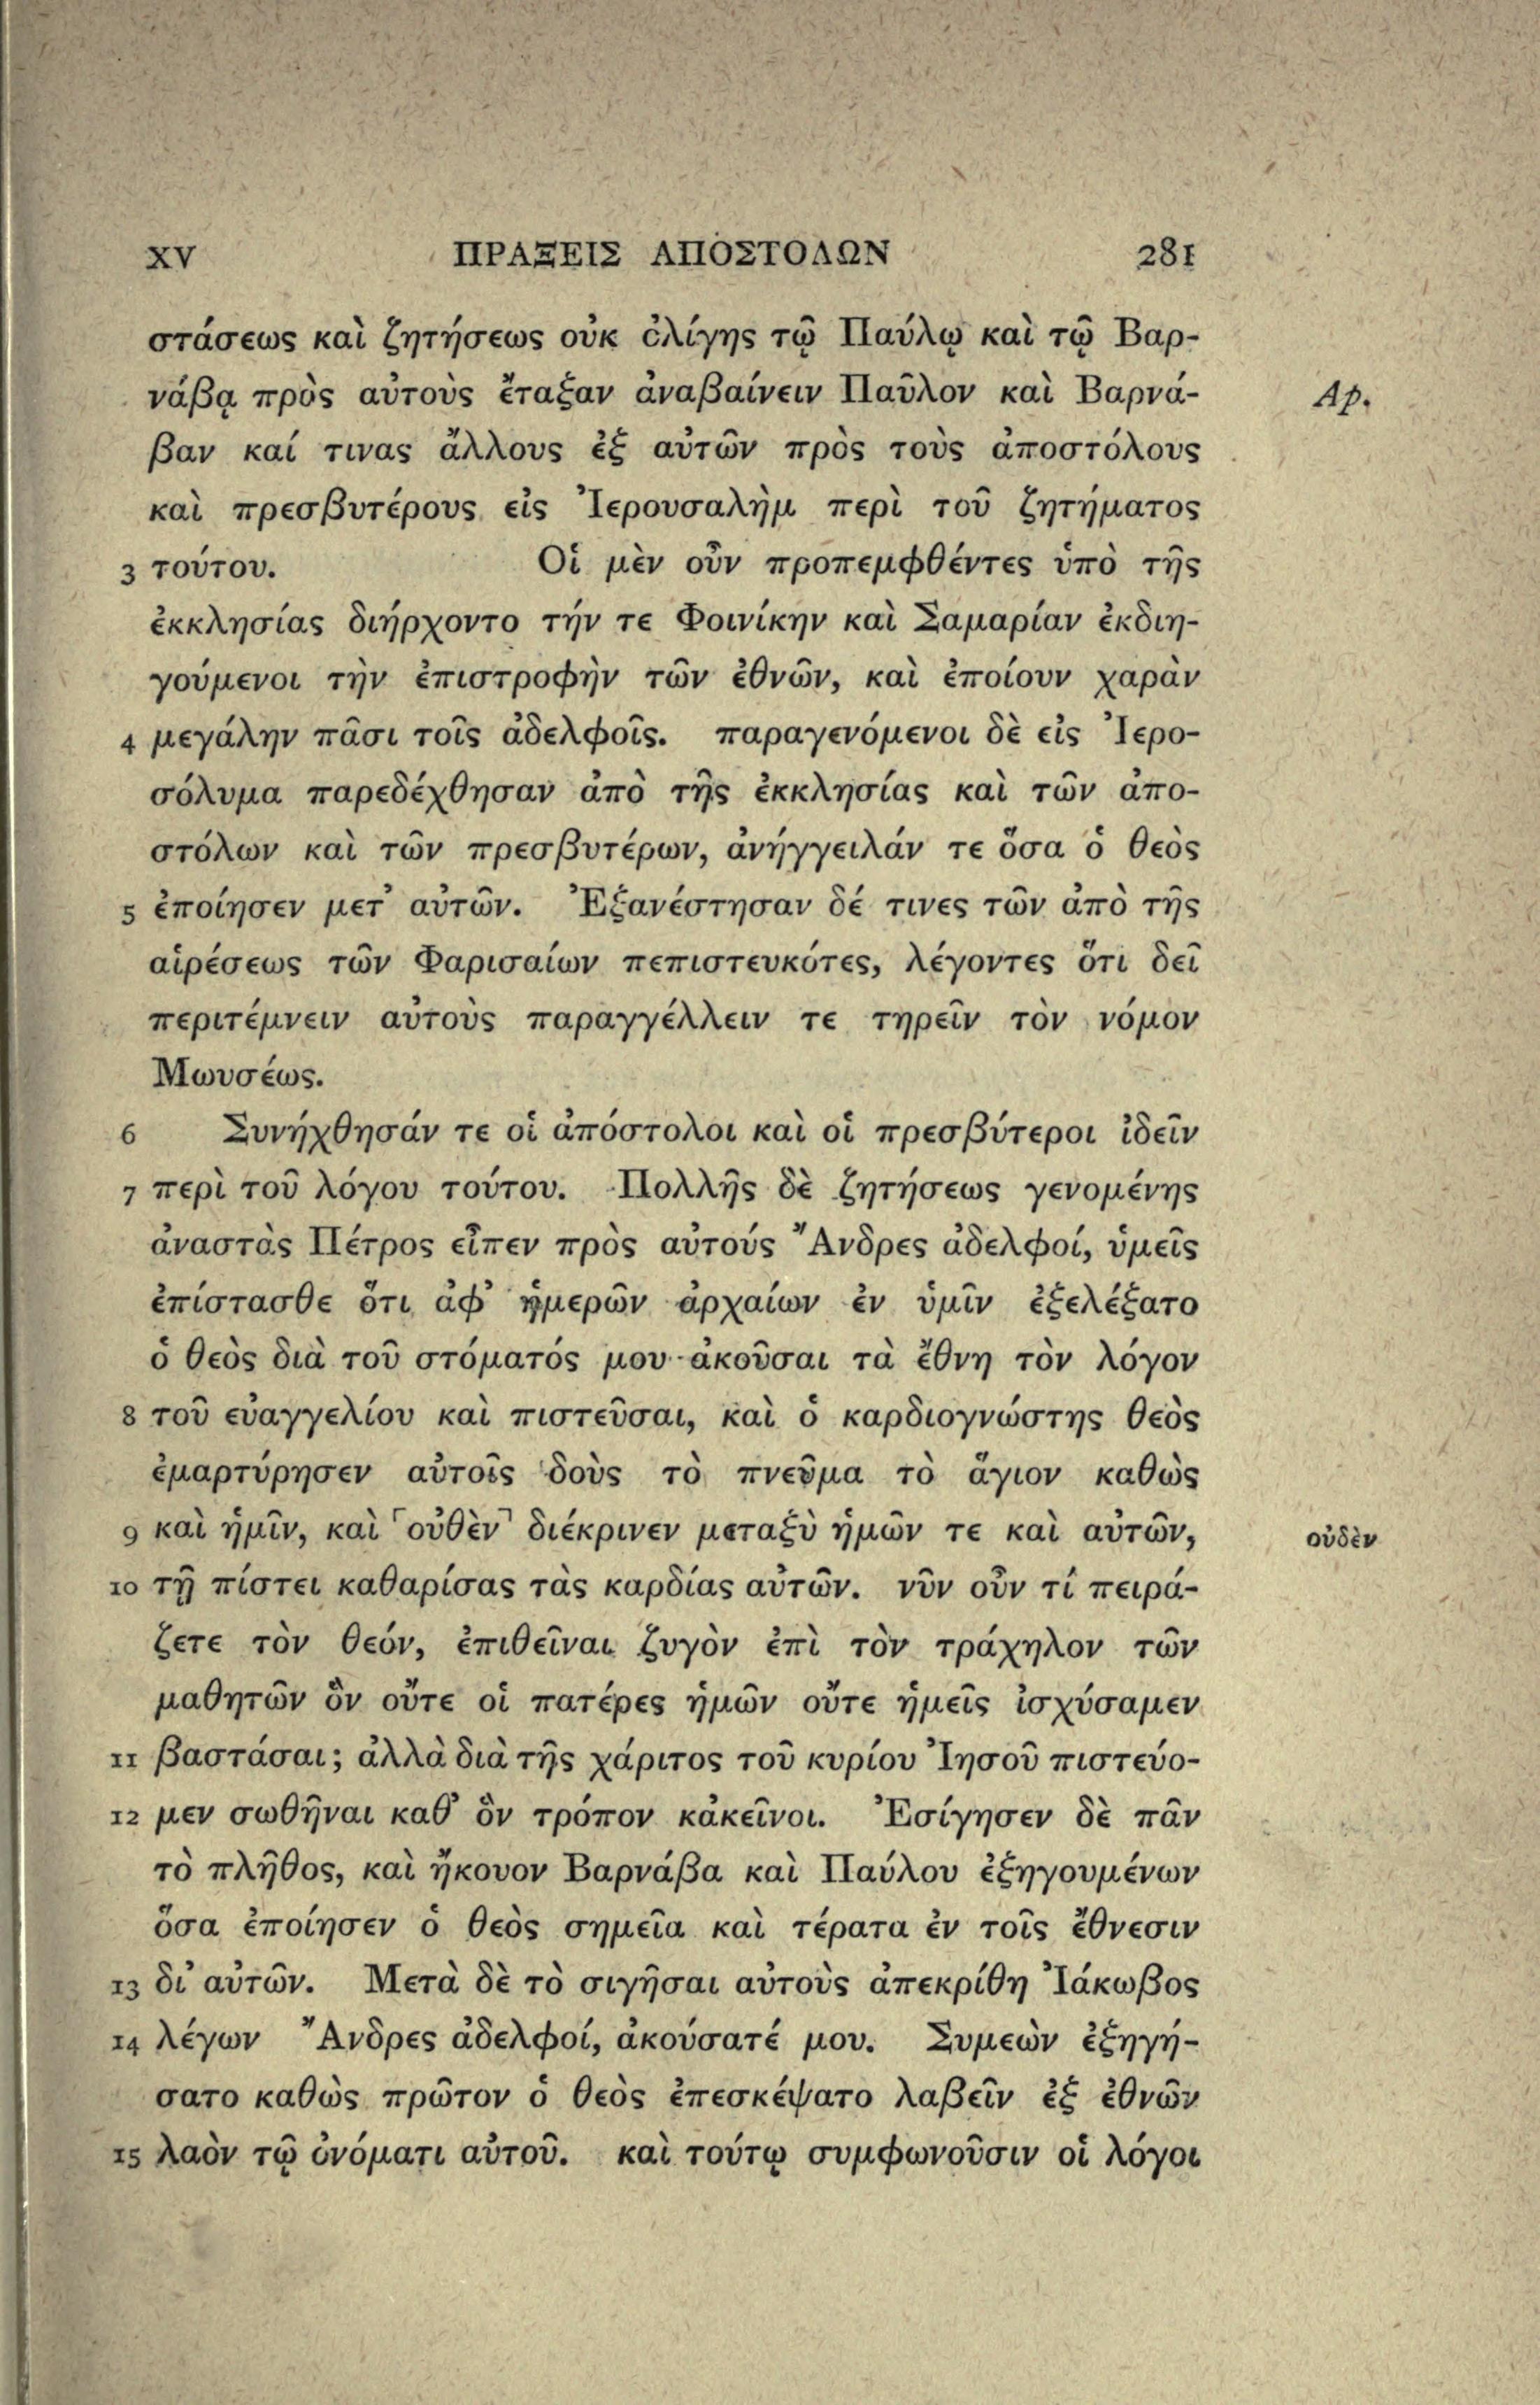 XV ΠΡΑΞΕΙΣ ΑΠΟΣΤΟΛΩΝ 281
στάσεως καὶ ζητήσεως οὐκ ὀλίγης τῷ Παύλῳ καὶ τῷ Βαρ-
νάβᾳ πρὸς αὐτοὺς ἔταξαν ἀναβαίνειν Παῦλον καὶ Βαρνά- Ap.
βαν καί τινας ἄλλους ἐξ αὐτῶν πρὸς τοὺς ἀποστόλους
καὶ πρεσβυτέρους εἰς Ἰερουσαλὴμ περὶ τοῦ ζητήματος
3 τούτου. Οἱ μὲν οὖν προπεμφθέντες ὑπὸ τῆς
ἐκκλησίας διήρχοντο τήν τε Φοινίκην καὶ Σαμαρίαν ἐκδιη-
γούμενοι τὴν ἐπιστροφὴν τῶν ἐθνῶν, καὶ ἐποίουν χαρὰν
4 μεγάλην πᾶσι τοῖς ἀδελφοῖς. παραγενόμενοι δὲ εἰς Ἰερο-
σόλυμα παρεδέχθησαν ἀπὸ τῆς ἐκκλησίας καὶ τῶν ἀπο-
στόλων καὶ τῶν πρεσβυτέρων, ἀνήγγειλάν τε ὅσα ὁ θεὸς
5 ἐποίησεν μετ᾽ αὐτῶν. Ἐξανέστησαν δέ τινες τῶν ἀπὸ τῆς
αἱρέσεως τῶν Φαρισαίων πεπιστευκότες, λέγοντες ὅτι δεῖ
περιτέμνειν αὐτοὺς παραγγέλλειν τε τηρεῖν τὸν νόμον
Μωυσέως.
6 Συνήχθησάν τε οἱ ἀπόστολοι καὶ οἱ πρεσβύτεροι ἰδεῖν
7 περὶ τοῦ λόγου τούτου. Πολλῆς δὲ ζητήσεως γενομένης
ἀναστὰς Πέτρος εἶπεν πρὸς αὐτούς Ἄνδρες ἀδελφοί, ὑμεῖς
ἐπίστασθε ὅτι ἀφ᾽ ἡμερῶν ἀρχαίων ἐν ὑμῖν ἐξελέξατο
ὁ θεὸς διὰ τοῦ στόματός μου ἀκοῦσαι τὰ ἔθνη τὸν λόγον
8 τοῦ εὐαγγελίου καὶ πιστεῦσαι, καὶ ὁ καρδιογνώστης θεὸς
ἐμαρτύρησεν αὐτοῖς δοὺς τὸ πνεῦμα τὸ ἅγιον καθὼς
9 καὶ ἡμῖν, καὶ ⌜οὐθὲν⌝ διέκρινεν μεταξὺ ἡμῶν τε καὶ αὐτῶν, οὐδὲν
10 τῇ πίστει καθαρίσας τὰς καρδίας αὐτῶν. νῦν οὖν τί πειρά-
ζετε τὸν θεόν, ἐπιθεῖναι ζυγὸν ἐπὶ τὸν τράχηλον τῶν
μαθητῶν ὃν οὔτε οἱ πατέρες ἡμῶν οὔτε ἡμεῖς ἰσχύσαμεν
11 βαστάσαι; ἀλλὰ διὰ τῆς χάριτος τοῦ κυρίου Ἰησοῦ πιστεύο-
12 μεν σωθῆναι καθ᾽ ὃν τρόπον κἀκεῖνοι. Ἐσίγησεν δὲ πᾶν
τὸ πλῆθος, καὶ ἤκουον Βαρνάβα καὶ Παύλου ἐξηγουμένων
ὅσα ἐποίησεν ὁ θεὸς σημεῖα καὶ τέρατα ἐν τοῖς ἔθνεσιν
13 δι᾽ αὐτῶν. Μετὰ δὲ τὸ σιγῆσαι αὐτοὺς ἀπεκρίθη Ἰάκωβος
14 λέγων Ἄνδρες ἀδελφοί, ἀκούσατέ μου. Συμεὼν ἐξηγή-
σατο καθὼς πρῶτον ὁ θεὸς ἐπεσκέψατο λαβεῖν ἐξ ἐθνῶν
15 λαὸν τῷ ὀνόματι αὐτοῦ. καὶ τούτῳ συμφωνοῦσιν οἱ λόγοι